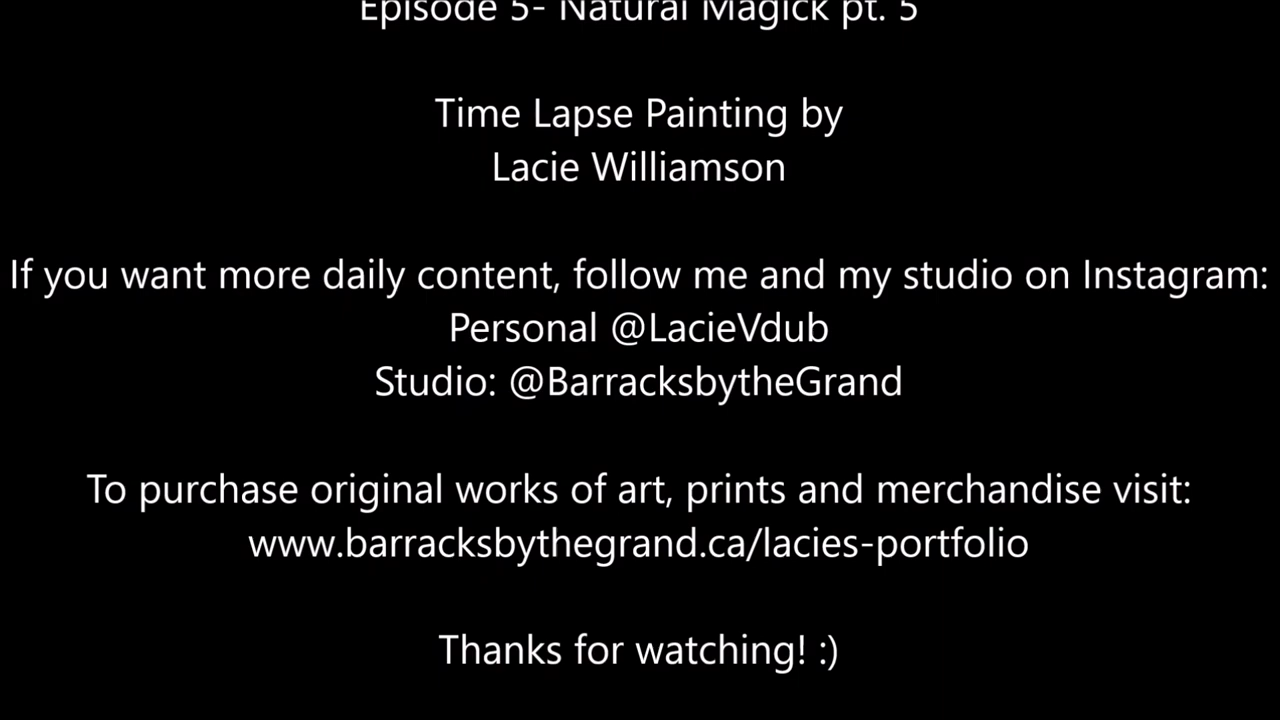 Episode 5- Natural Magick pt. 5
Time Lapse Painting by
Lacie Williamson
If you want more daily content, follow me and my studio on Instagram:
Personal @LacieVdub
Studio: @BarracksbytheGrand
To purchase original works of art, prints and merchandise visit:
www.barracksbythegrand.ca/lacies-portfolio
Thanks for watching! :)